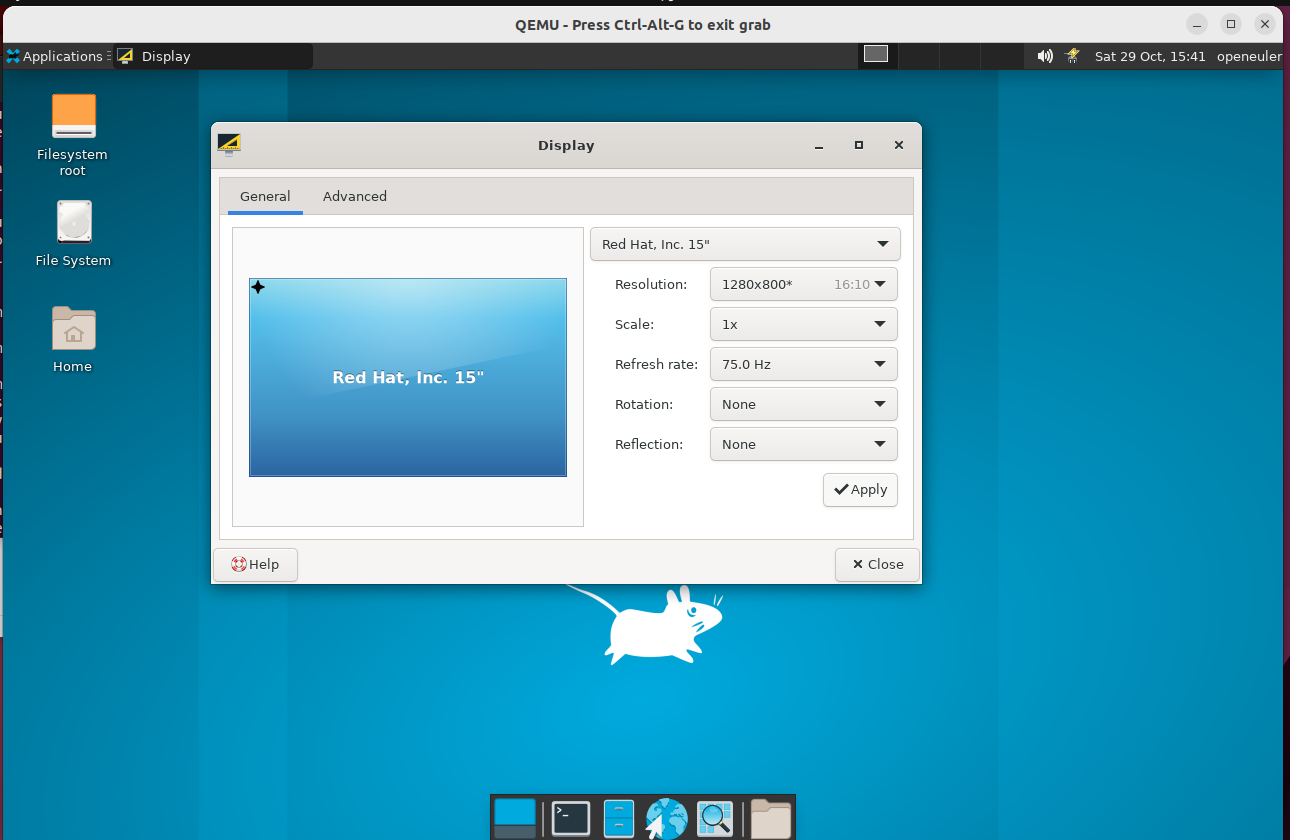 QEMU - Press Ctrl-Alt-G to exit grab
Applications
Display
Sat 29 Oct, 15:41
openeuler
Filesystem
root
File System
Home
Display
General
Advanced
Red Hat, Inc. 15"
Red Hat, Inc. 15"
Resolution:
1280x800*
16:10
Scale:
1x
Refresh rate:
75.0 Hz
Rotation:
None
Reflection:
None
Apply
Help
Close